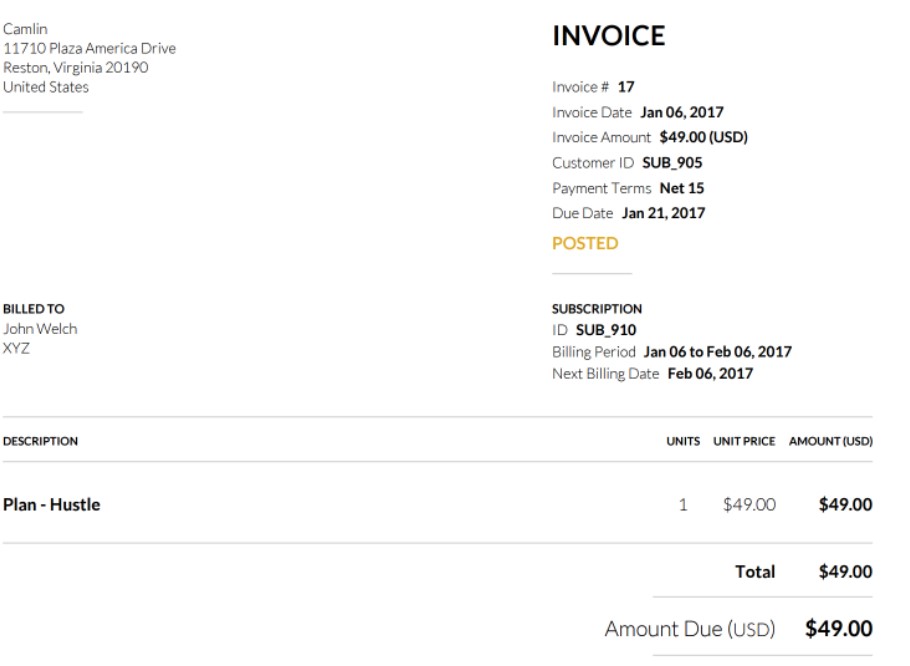 Camlin
11710 Plaza America Drive
Reston, Virginia 20190
United States
INVOICE
Invoice # 17
Invoice Date Jan 06, 2017
Invoice Amount $49.00 (USD)
Customer ID SUB_905
Payment Terms Net 15
Due Date Jan 21, 2017
POSTED
BILLED TO
John Welch
XYZ
SUBSCRIPTION
ID SUB_910
Billing Period Jan 06 to Feb 06, 2017
Next Billing Date Feb 06, 2017
DESCRIPTION UNITS UNIT PRICE AMOUNT (USD)
Plan - Hustle 1 $49.00 $49.00
Total $49.00
Amount Due (USD) $49.00